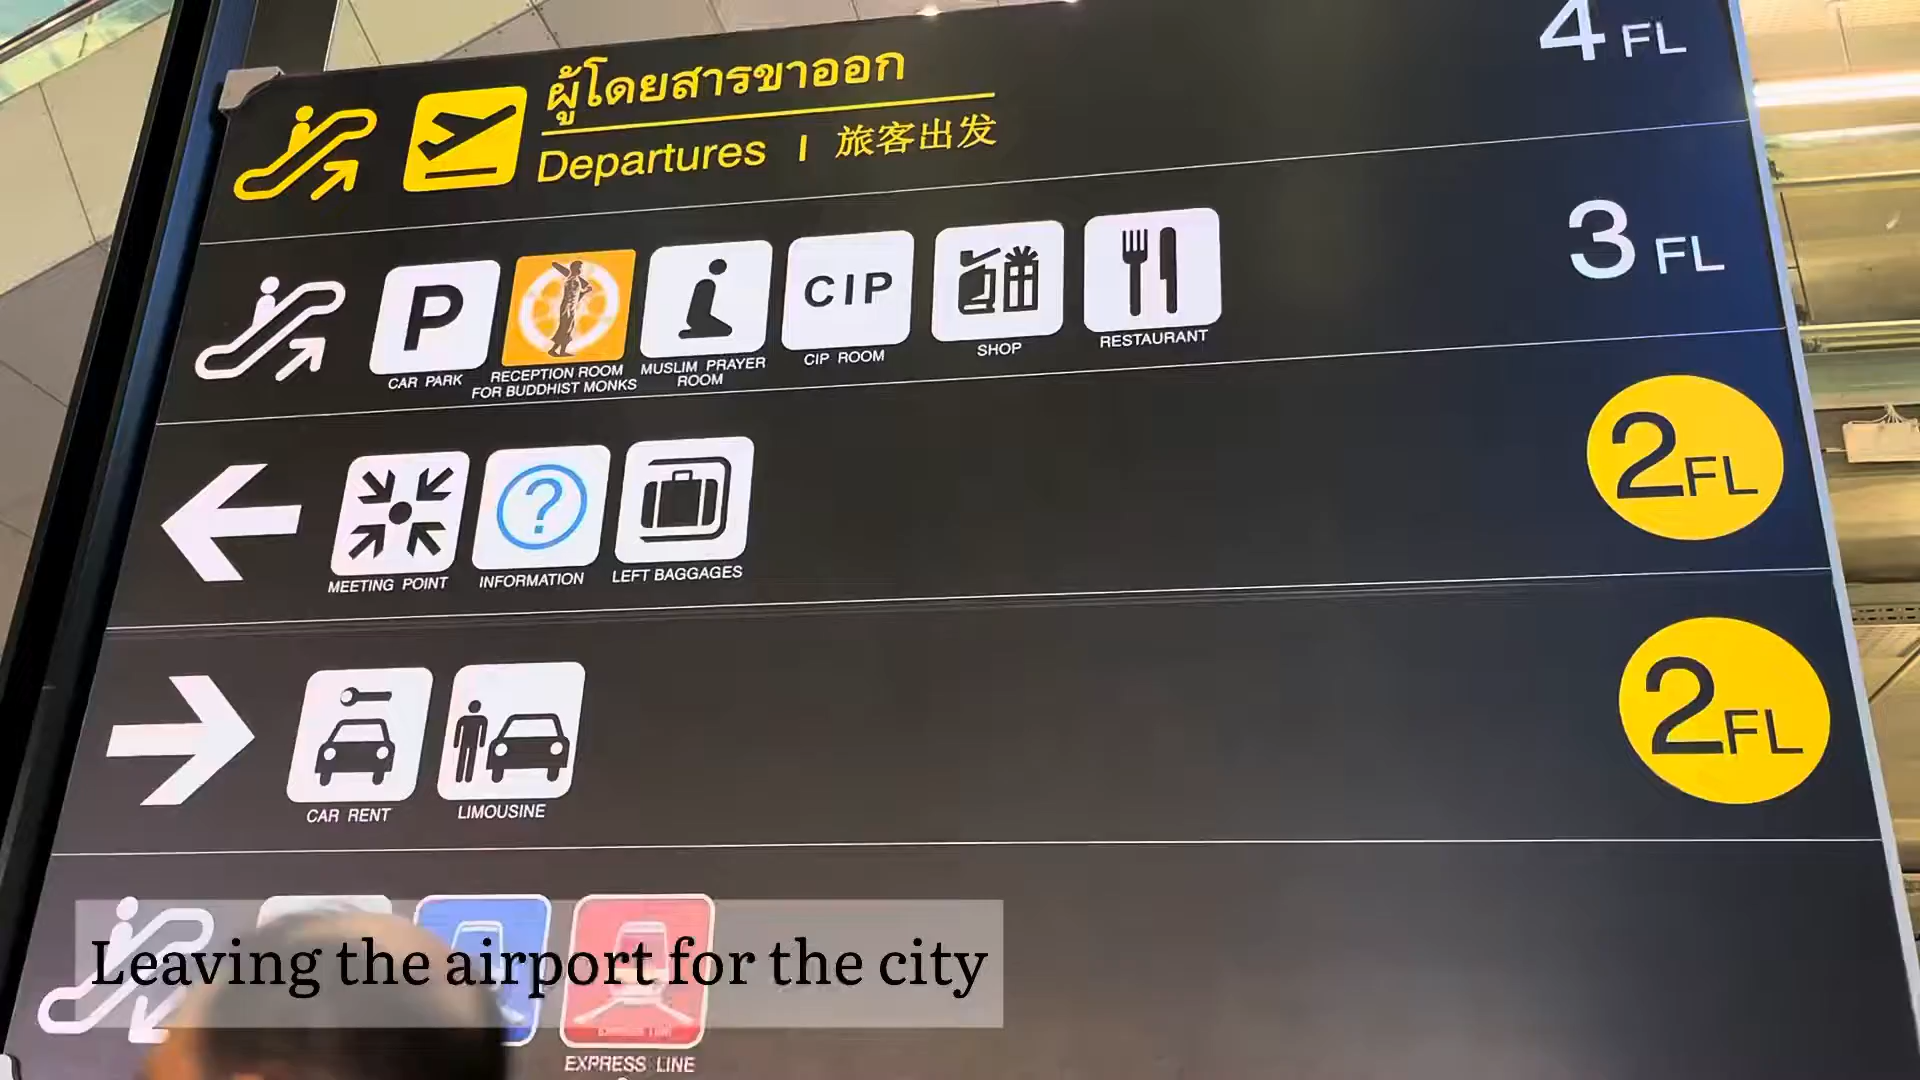 ผู้โดยสารขาออก
Departures | 旅客出发
4 FL
P
CIP
CAR PARK
RECEPTION ROOM
FOR BUDDHIST MONKS
MUSLIM PRAYER
ROOM
CIP ROOM
SHOP
RESTAURANT
3 FL
?
MEETING POINT
INFORMATION
LEFT BAGGAGES
2FL
CAR RENT
LIMOUSINE
2FL
Leaving the airport for the city
EXPRESS LINE